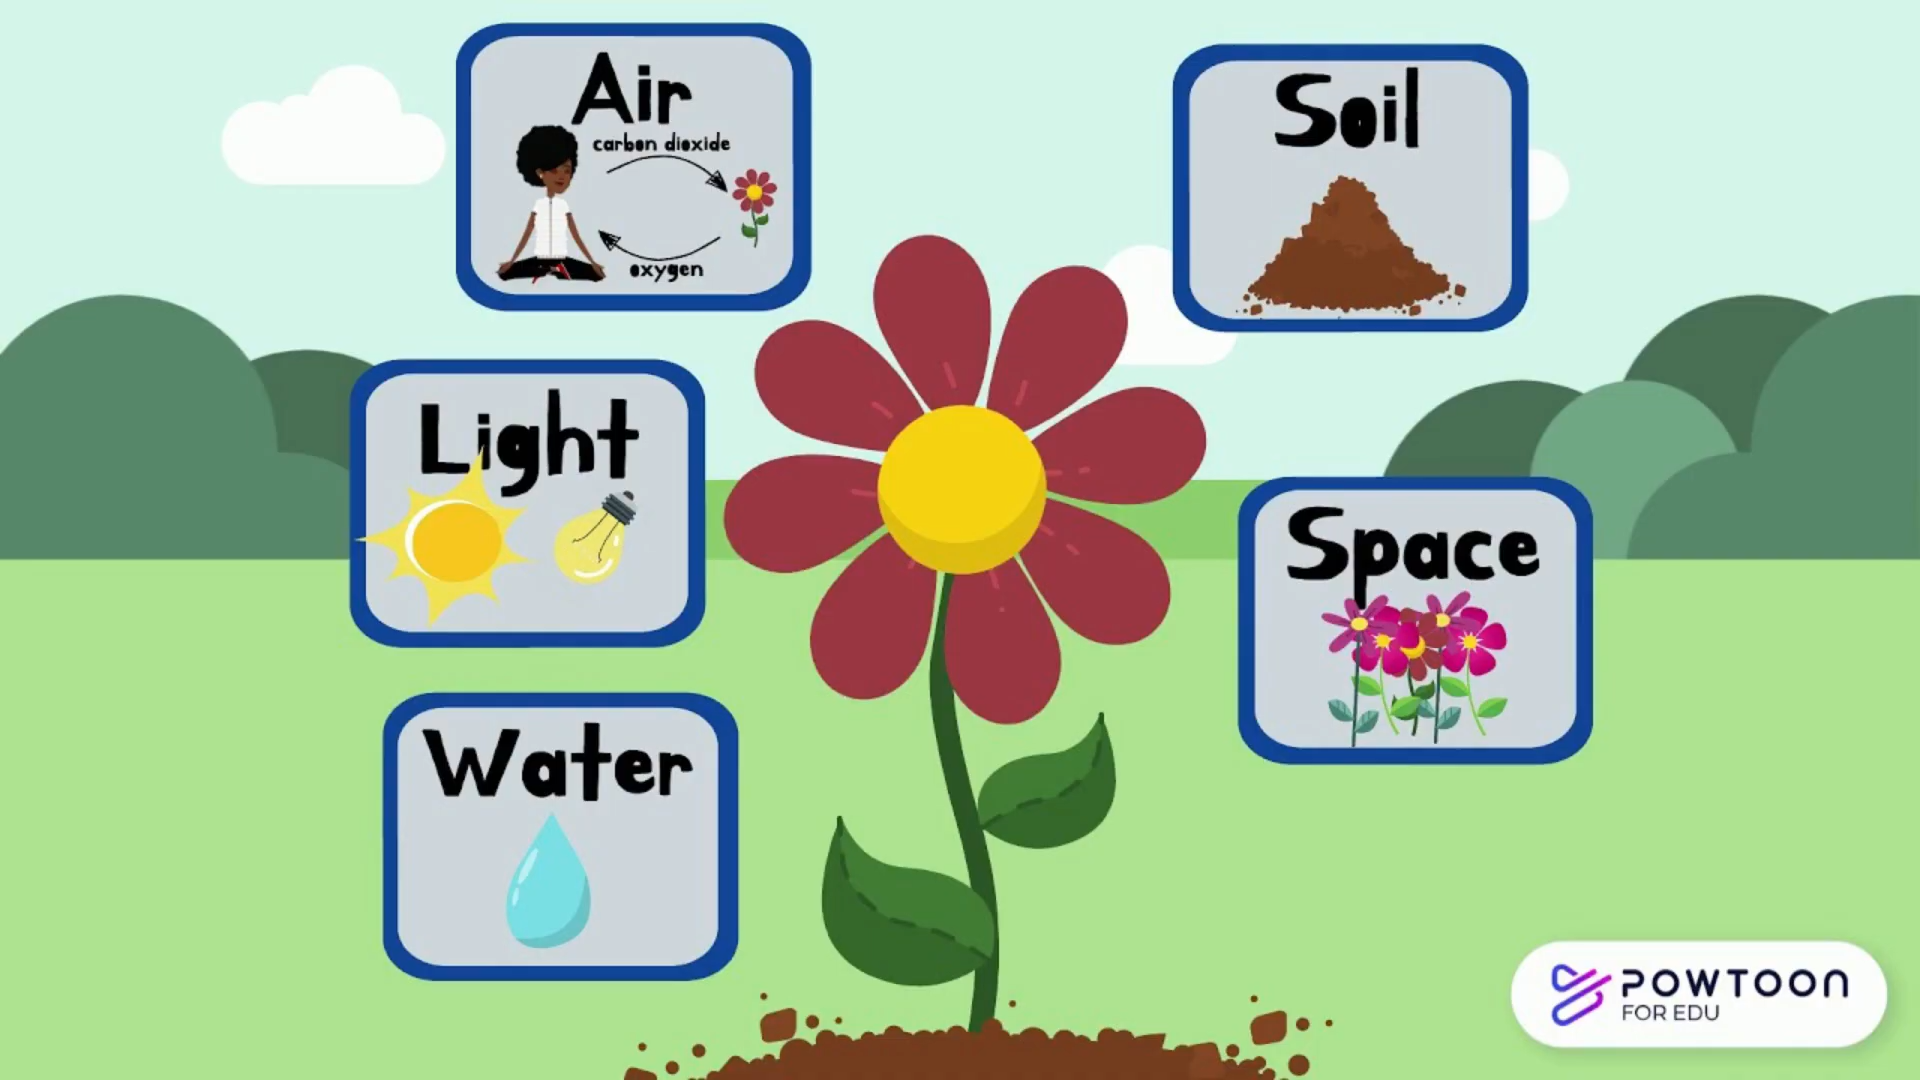 Air
carbon dioxide
oxygen
Soil
Light
Space
Water
POWTOON
FOR EDU